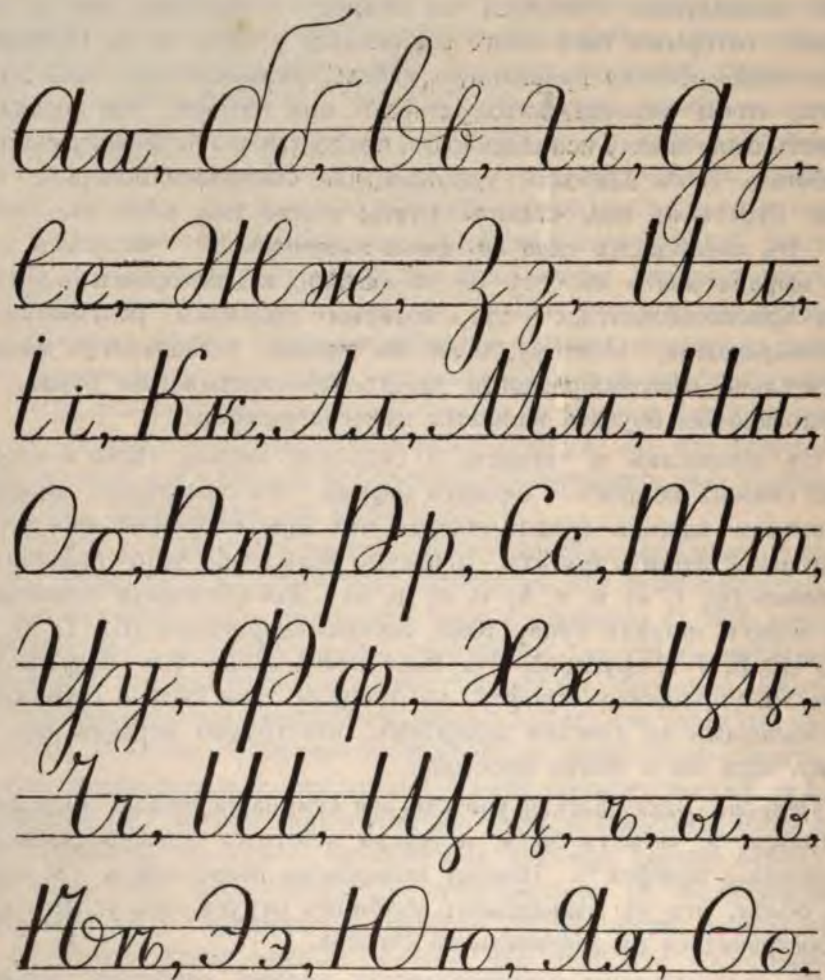 Аа, Бб, Вв, Гг, Дд,
Ее, Жж, Зз, Ии,
Іі, Кк, Лл, Мм, Нн,
Оо, Пп, Рр, Сс, Тт,
Уу, Фф, Хх, Цц,
Чч, Ш, Щщ, ъ, ы, ь,
Ѣѣ, Ээ, Юю, Яя, Ѳѳ.